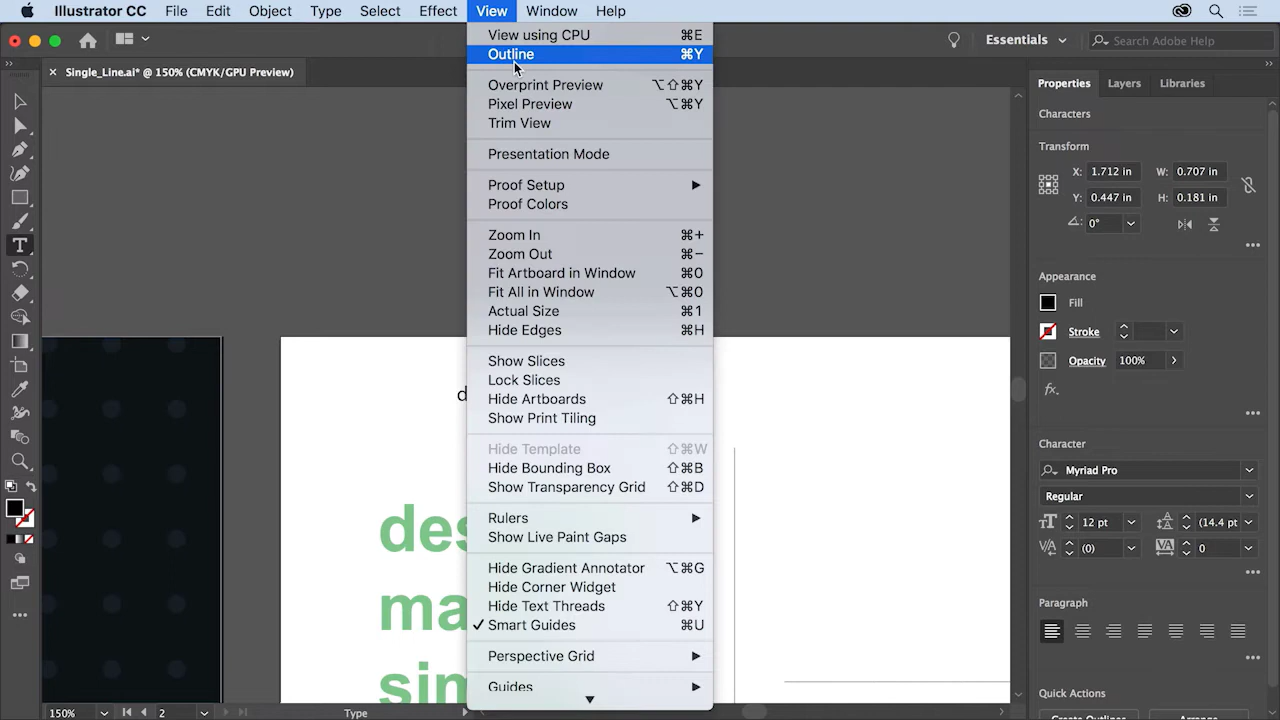 Illustrator CC File Edit Object Type Select Effect View Window Help
Essentials
Search Adobe Help
× Single_Line.ai* @ 150% (CMYK/GPU Preview)
View using CPU ⌘E
Outline ⌘Y
Overprint Preview ⌥⇧⌘Y
Pixel Preview ⌥⌘Y
Trim View
Presentation Mode
Proof Setup ▶
Proof Colors
Zoom In ⌘+
Zoom Out ⌘−
Fit Artboard in Window ⌘0
Fit All in Window ⌥⌘0
Actual Size ⌘1
Hide Edges ⌘H
Show Slices
Lock Slices
Hide Artboards ⇧⌘H
Show Print Tiling
Hide Template ⇧⌘W
Hide Bounding Box ⇧⌘B
Show Transparency Grid ⇧⌘D
Rulers ▶
Show Live Paint Gaps
Hide Gradient Annotator ⌥⌘G
Hide Corner Widget
Hide Text Threads ⇧⌘Y
✓ Smart Guides ⌘U
Perspective Grid ▶
Guides ▶
d
des
ma
sim
150% 2 Type
Properties Layers Libraries
Characters
Transform
X: 1.712 in W: 0.707 in
Y: 0.447 in H: 0.181 in
0°
Appearance
Fill
Stroke
Opacity 100%
fx.
Character
Myriad Pro
Regular
12 pt (14.4 pt
(0) 0
Paragraph
Quick Actions
Create Outlines Arrange